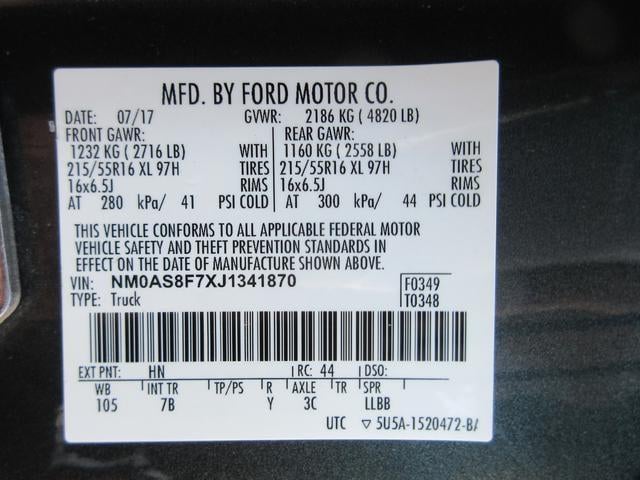 MFD. BY FORD MOTOR CO.
DATE: 07/17 GVWR: 2186 KG ( 4820 LB)
FRONT GAWR: REAR GAWR:
1232 KG ( 2716 LB) WITH 1160 KG ( 2558 LB) WITH
215/55R16 XL 97H TIRES 215/55R16 XL 97H TIRES
16x6.5J RIMS 16x6.5J RIMS
AT 280 kPa/ 41 PSI COLD AT 300 kPa/ 44 PSI COLD
THIS VEHICLE CONFORMS TO ALL APPLICABLE FEDERAL MOTOR
VEHICLE SAFETY AND THEFT PREVENTION STANDARDS IN
EFFECT ON THE DATE OF MANUFACTURE SHOWN ABOVE.
VIN: NM0AS8F7XJ1341870 F0349
TYPE: Truck T0348
EXT PNT: HN RC: 44 DSO:
WB INT TR TP/PS R AXLE TR SPR
105 7B Y 3C LLBB
UTC ▽ 5U5A-1520472-BA